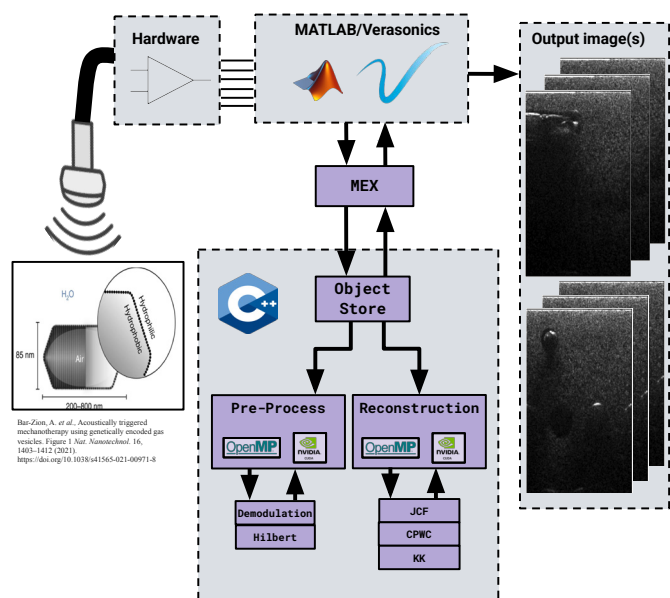 Hardware
MATLAB/Verasonics
Output image(s)
MEX
H2O
Hydrophilic
Hydrophobic
85 nm
Air
200–800 nm
Bar-Zion, A. et al., Acoustically triggered
mechanotherapy using genetically encoded gas
vesicles. Figure 1 Nat. Nanotechnol. 16,
1403–1412 (2021).
https://doi.org/10.1038/s41565-021-00971-8
C++
Object
Store
Pre-Process
OpenMP
NVIDIA
CUDA
Demodulation
Hilbert
Reconstruction
OpenMP
NVIDIA
CUDA
JCF
CPWC
KK